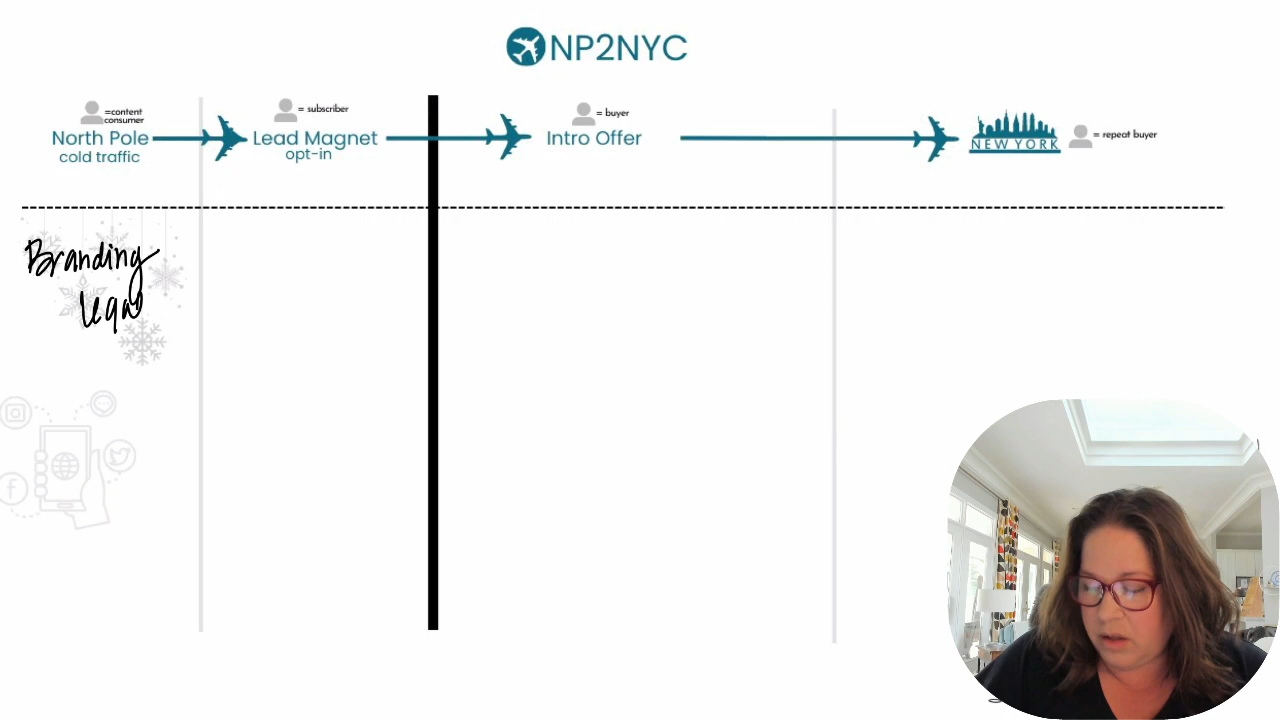 NP2NYC
=content
consumer
North Pole
cold traffic
= subscriber
Lead Magnet
opt-in
= buyer
Intro Offer
NEW YORK
= repeat buyer
Branding